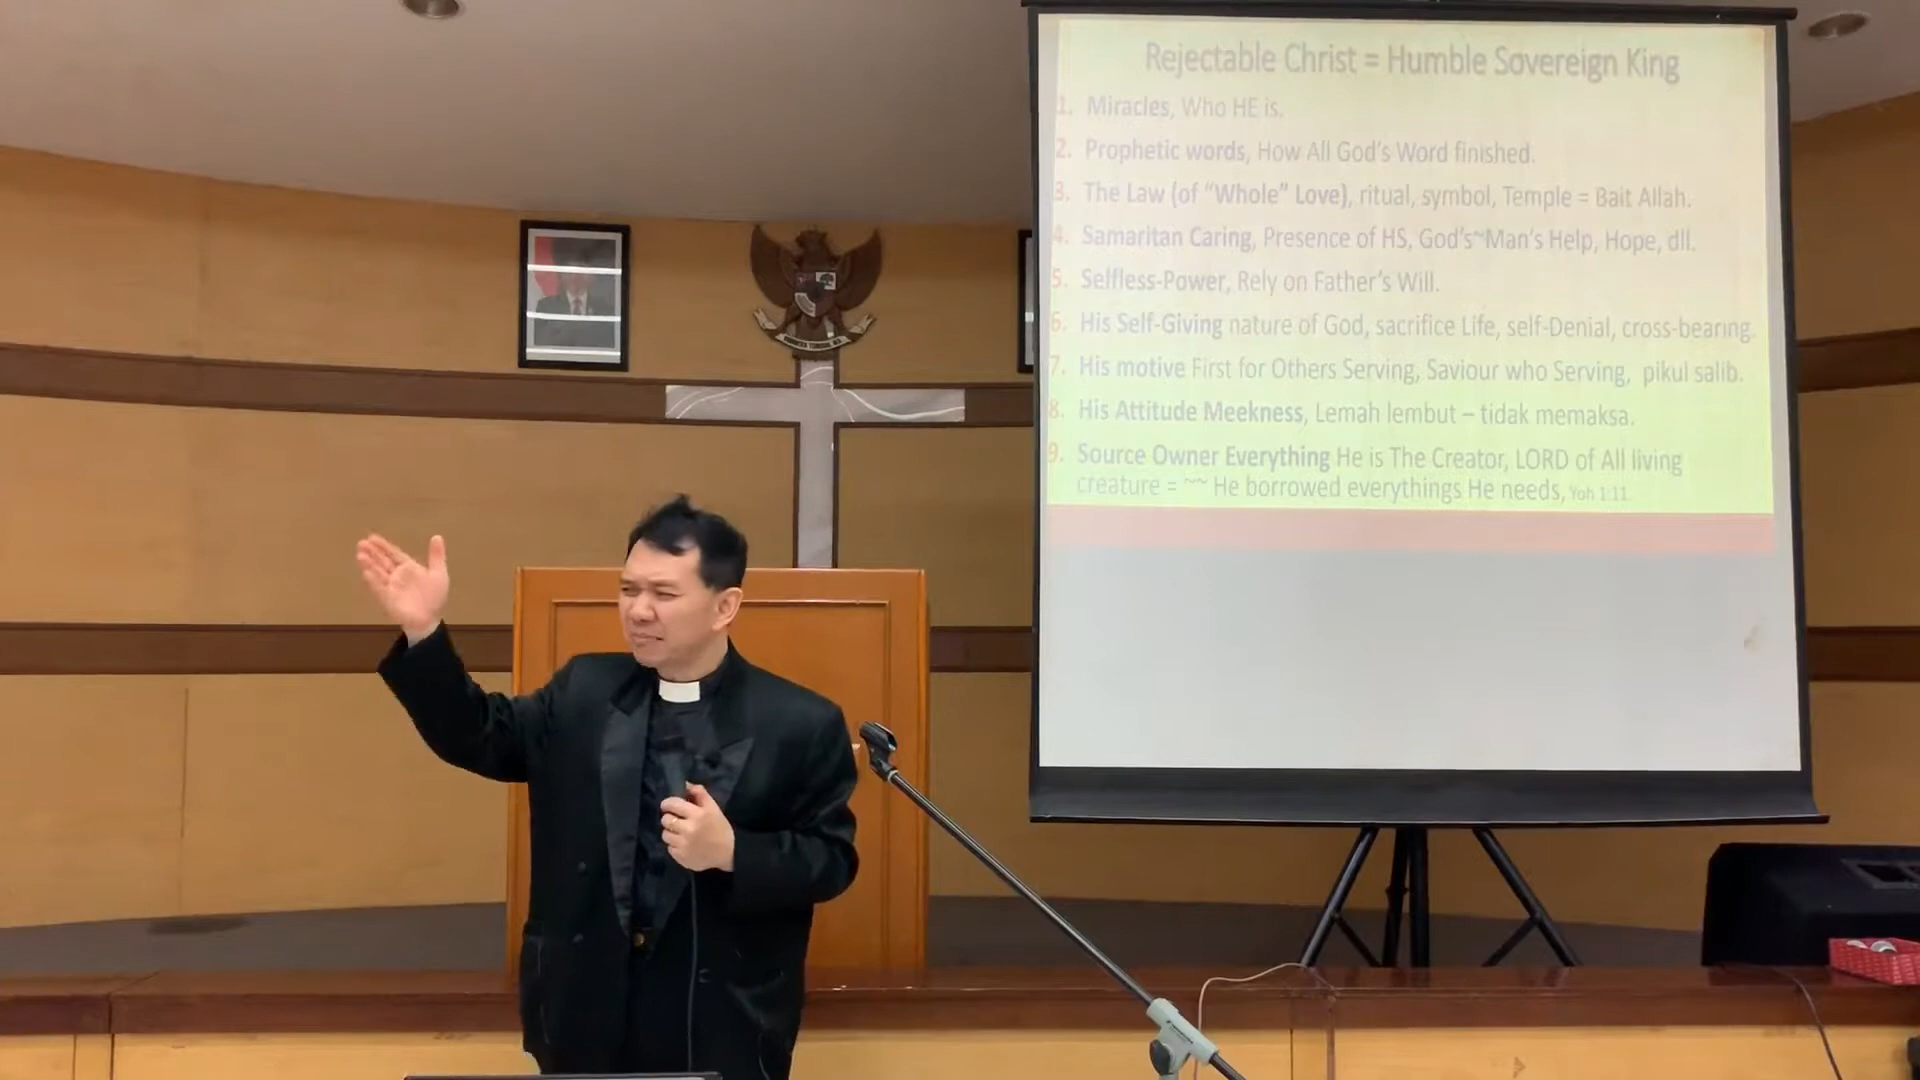 Rejectable Christ = Humble Sovereign King
1. Miracles, Who HE is.
2. Prophetic words, How All God's Word finished.
3. The Law (of "Whole" Love), ritual, symbol, Temple = Bait Allah.
4. Samaritan Caring, Presence of HS, God's~Man's Help, Hope, dll.
5. Selfless-Power, Rely on Father's Will.
6. His Self-Giving nature of God, sacrifice Life, self-Denial, cross-bearing.
7. His motive First for Others Serving, Saviour who Serving, pikul salib.
8. His Attitude Meekness, Lemah lembut – tidak memaksa.
9. Source Owner Everything He is The Creator, LORD of All living
creature = ~~ He borrowed everythings He needs, Yoh 1:11.